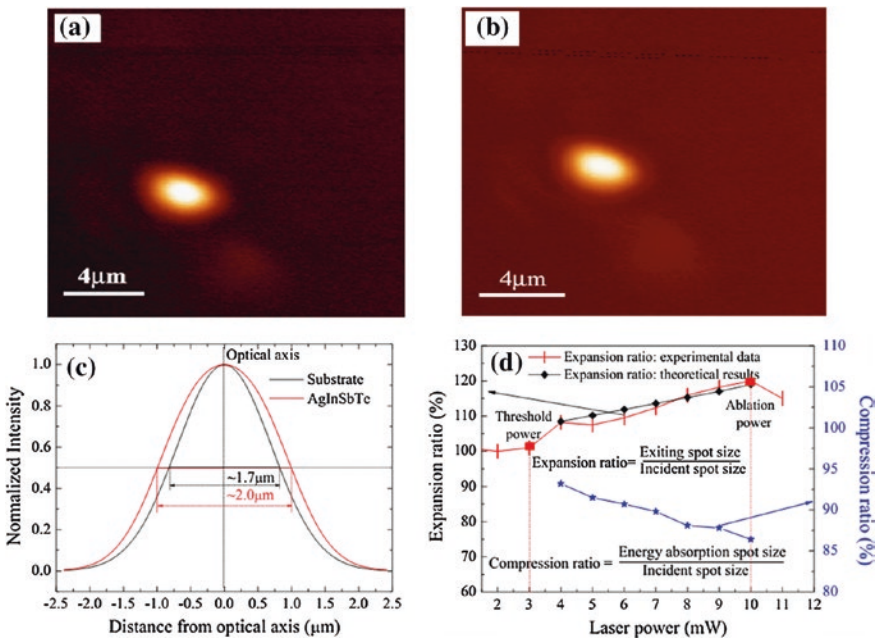 (a)
4μm
(b)
4μm
(c)
Optical axis
Substrate
AgInSbTe
~1.7μm
~2.0μm
1.0
0.8
0.6
0.4
0.2
0.0
Normalized Intensity
-2.5 -2.0 -1.5 -1.0 -0.5 0.0 0.5 1.0 1.5 2.0 2.5
Distance from optical axis (μm)
(d)
Expansion ratio: experimental data
Expansion ratio: theoretical results
Threshold power
Ablation power
Expansion ratio= Exiting spot size
Incident spot size
Compression ratio = Energy absorption spot size
Incident spot size
130
120
110
100
90
80
70
60
Expansion ratio (%)
110
105
100
95
90
85
80
Compression ratio (%)
2 3 4 5 6 7 8 9 10 11 12
Laser power (mW)